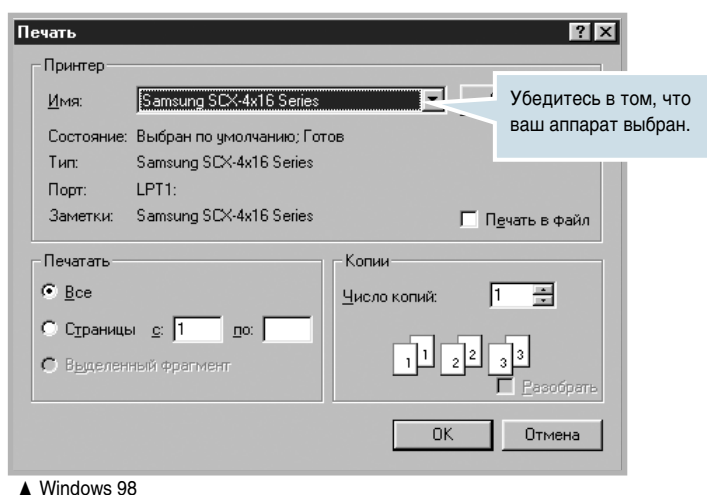 Печать
Принтер
Имя: Samsung SCX-4x16 Series
Убедитесь в том, что
ваш аппарат выбран.
Состояние: Выбран по умолчанию; Готов
Тип: Samsung SCX-4x16 Series
Порт: LPT1:
Заметки: Samsung SCX-4x16 Series
Печать в файл
Печатать
Все
Страницы с: 1 по:
Выделенный фрагмент
Копии
Число копий: 1
1 1 2 2 3 3
Разобрать
OK Отмена
▲ Windows 98